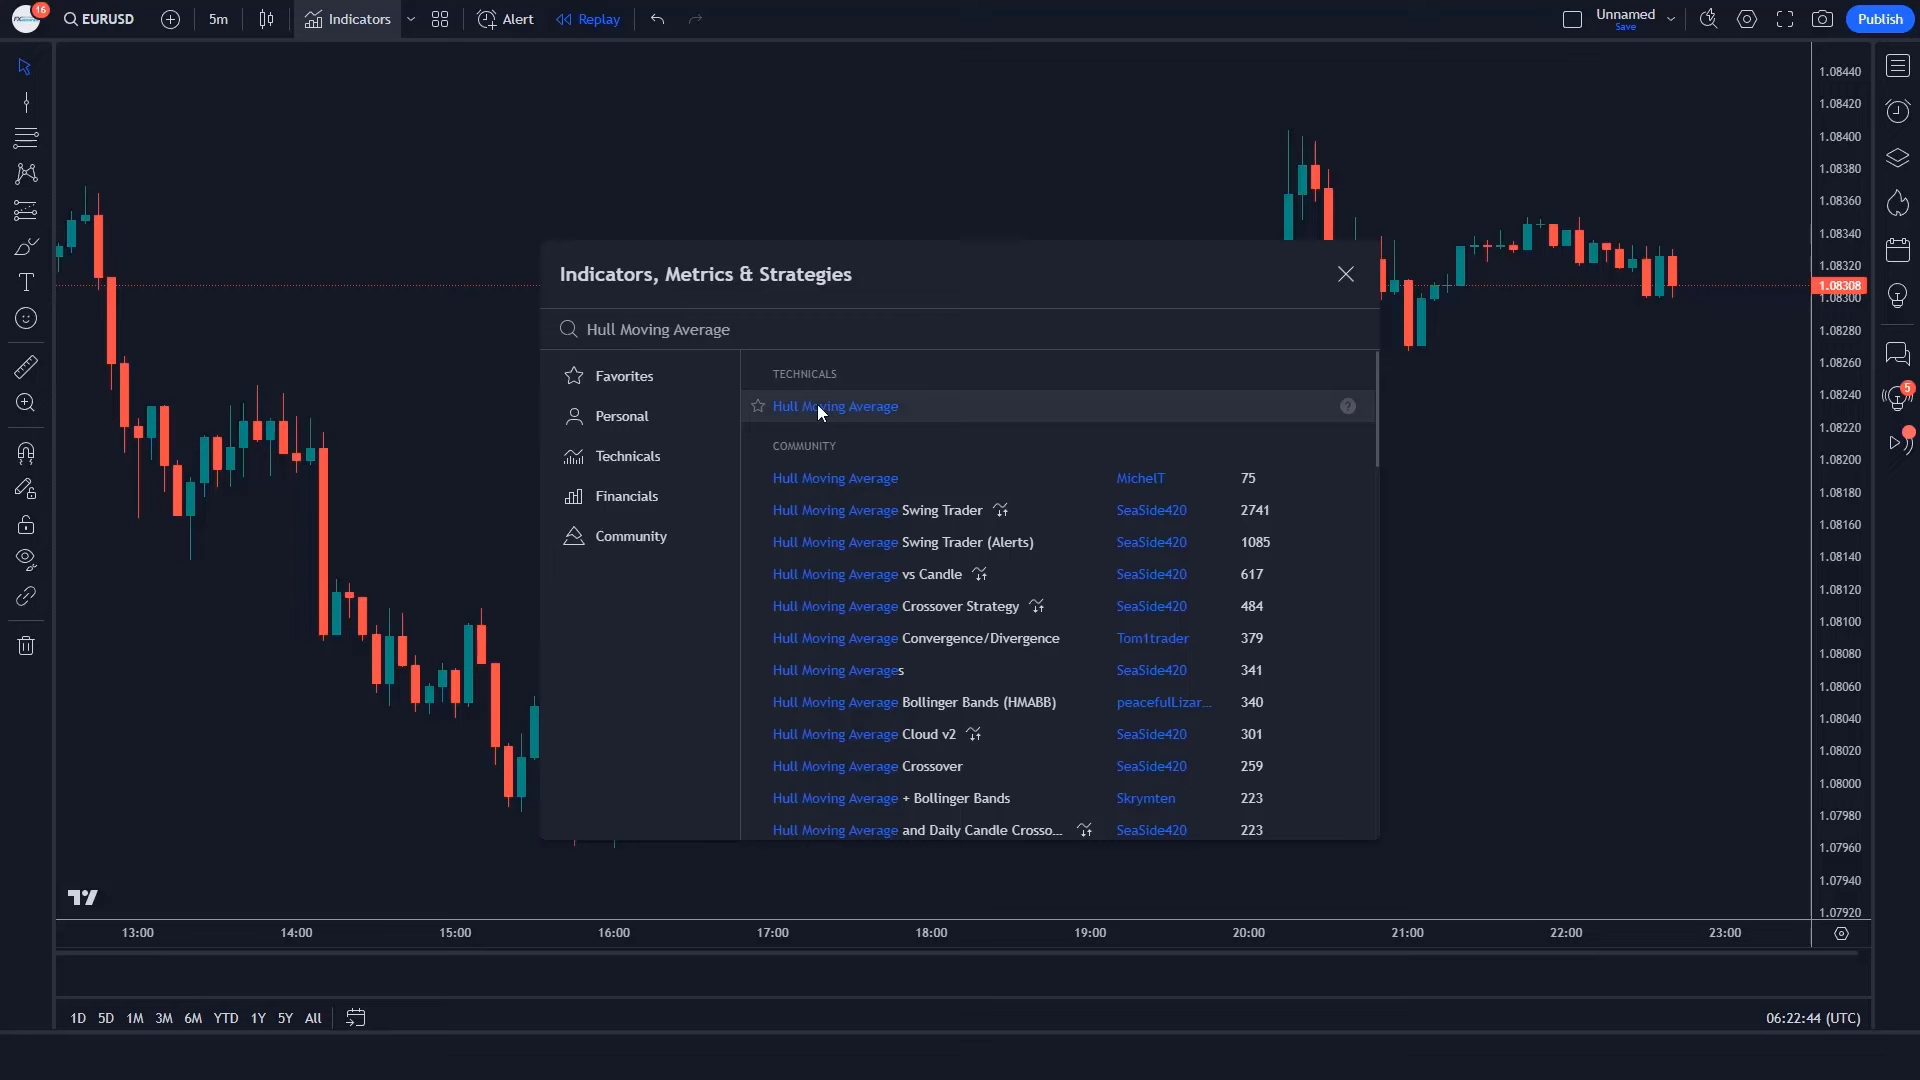 16
EURUSD
5m
Indicators
Alert
Replay
Unnamed
Save
Publish
Indicators, Metrics & Strategies
Hull Moving Average
Favorites
Personal
Technicals
Financials
Community
TECHNICALS
Hull Moving Average
COMMUNITY
Hull Moving Average MichelT 75
Hull Moving Average Swing Trader SeaSide420 2741
Hull Moving Average Swing Trader (Alerts) SeaSide420 1085
Hull Moving Average vs Candle SeaSide420 617
Hull Moving Average Crossover Strategy SeaSide420 484
Hull Moving Average Convergence/Divergence Tom1trader 379
Hull Moving Averages SeaSide420 341
Hull Moving Average Bollinger Bands (HMABB) peacefulLizar... 340
Hull Moving Average Cloud v2 SeaSide420 301
Hull Moving Average Crossover SeaSide420 259
Hull Moving Average + Bollinger Bands Skrymten 223
Hull Moving Average and Daily Candle Crosso... SeaSide420 223
1.08440
1.08420
1.08400
1.08380
1.08360
1.08340
1.08320
1.08308
1.08300
1.08280
1.08260
1.08240
1.08220
1.08200
1.08180
1.08160
1.08140
1.08120
1.08100
1.08080
1.08060
1.08040
1.08020
1.08000
1.07980
1.07960
1.07940
1.07920
5
13:00 14:00 15:00 16:00 17:00 18:00 19:00 20:00 21:00 22:00 23:00
1D 5D 1M 3M 6M YTD 1Y 5Y All
06:22:44 (UTC)